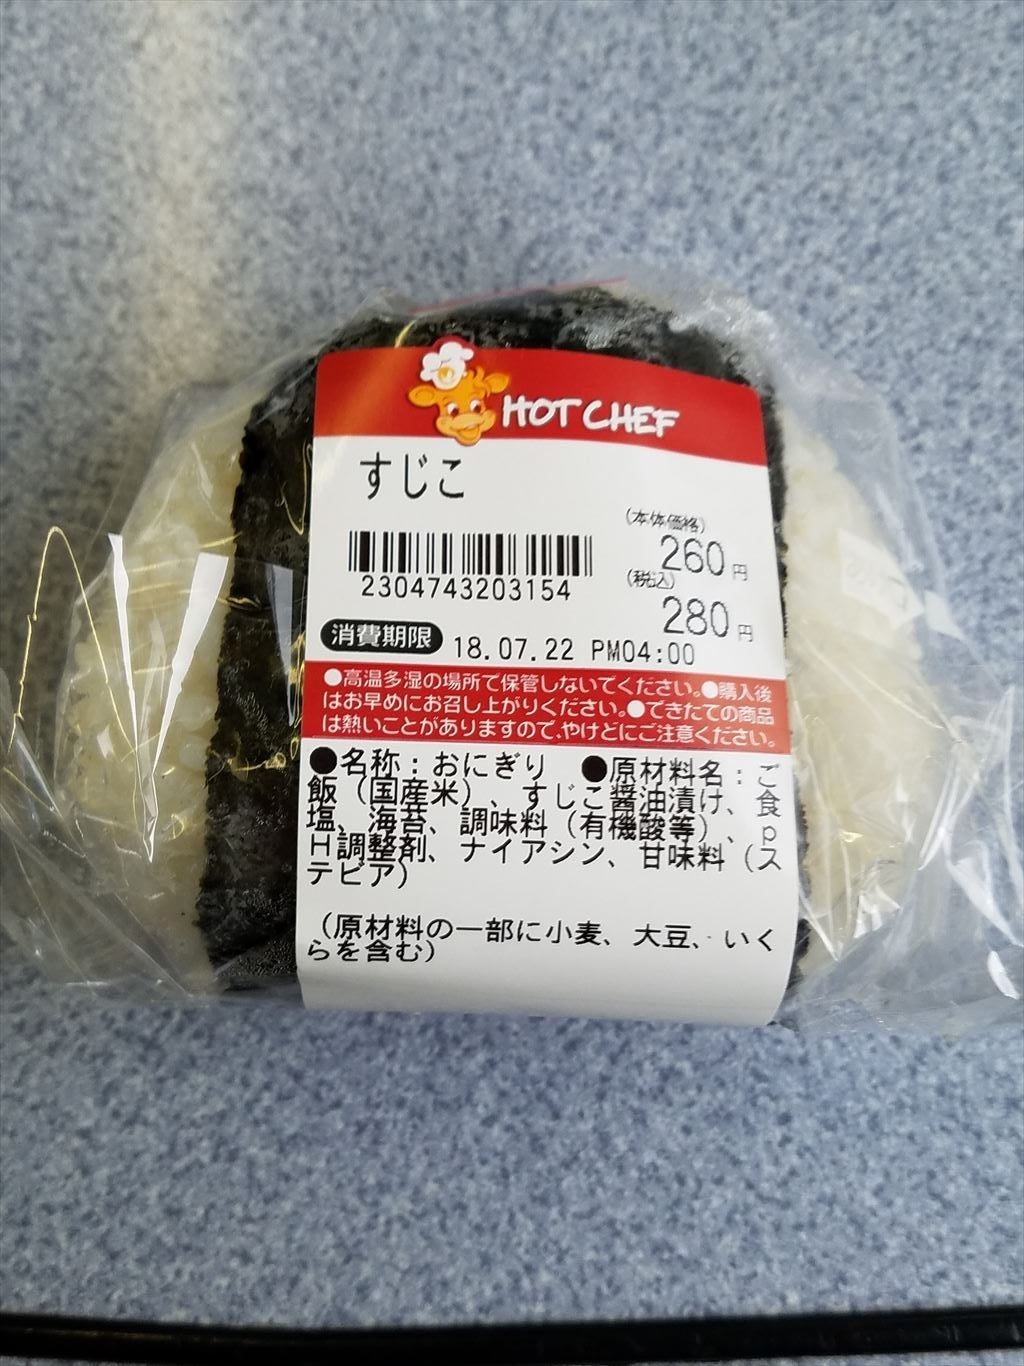 HOT CHEF
すじこ
(本体価格)
260円
(税込)
280円
2304743203154
消費期限 18.07.22 PM04:00
●高温多湿の場所で保管しないでください。●購入後
はお早めにお召し上がりください。●できたての商品
は熱いことがありますので、やけどにご注意ください。
●名称：おにぎり ●原材料名：ご
飯（国産米）、すじこ醤油漬け、食
塩、海苔、調味料（有機酸等）、ｐ
Ｈ調整剤、ナイアシン、甘味料（ス
テビア）
（原材料の一部に小麦、大豆、いく
らを含む）